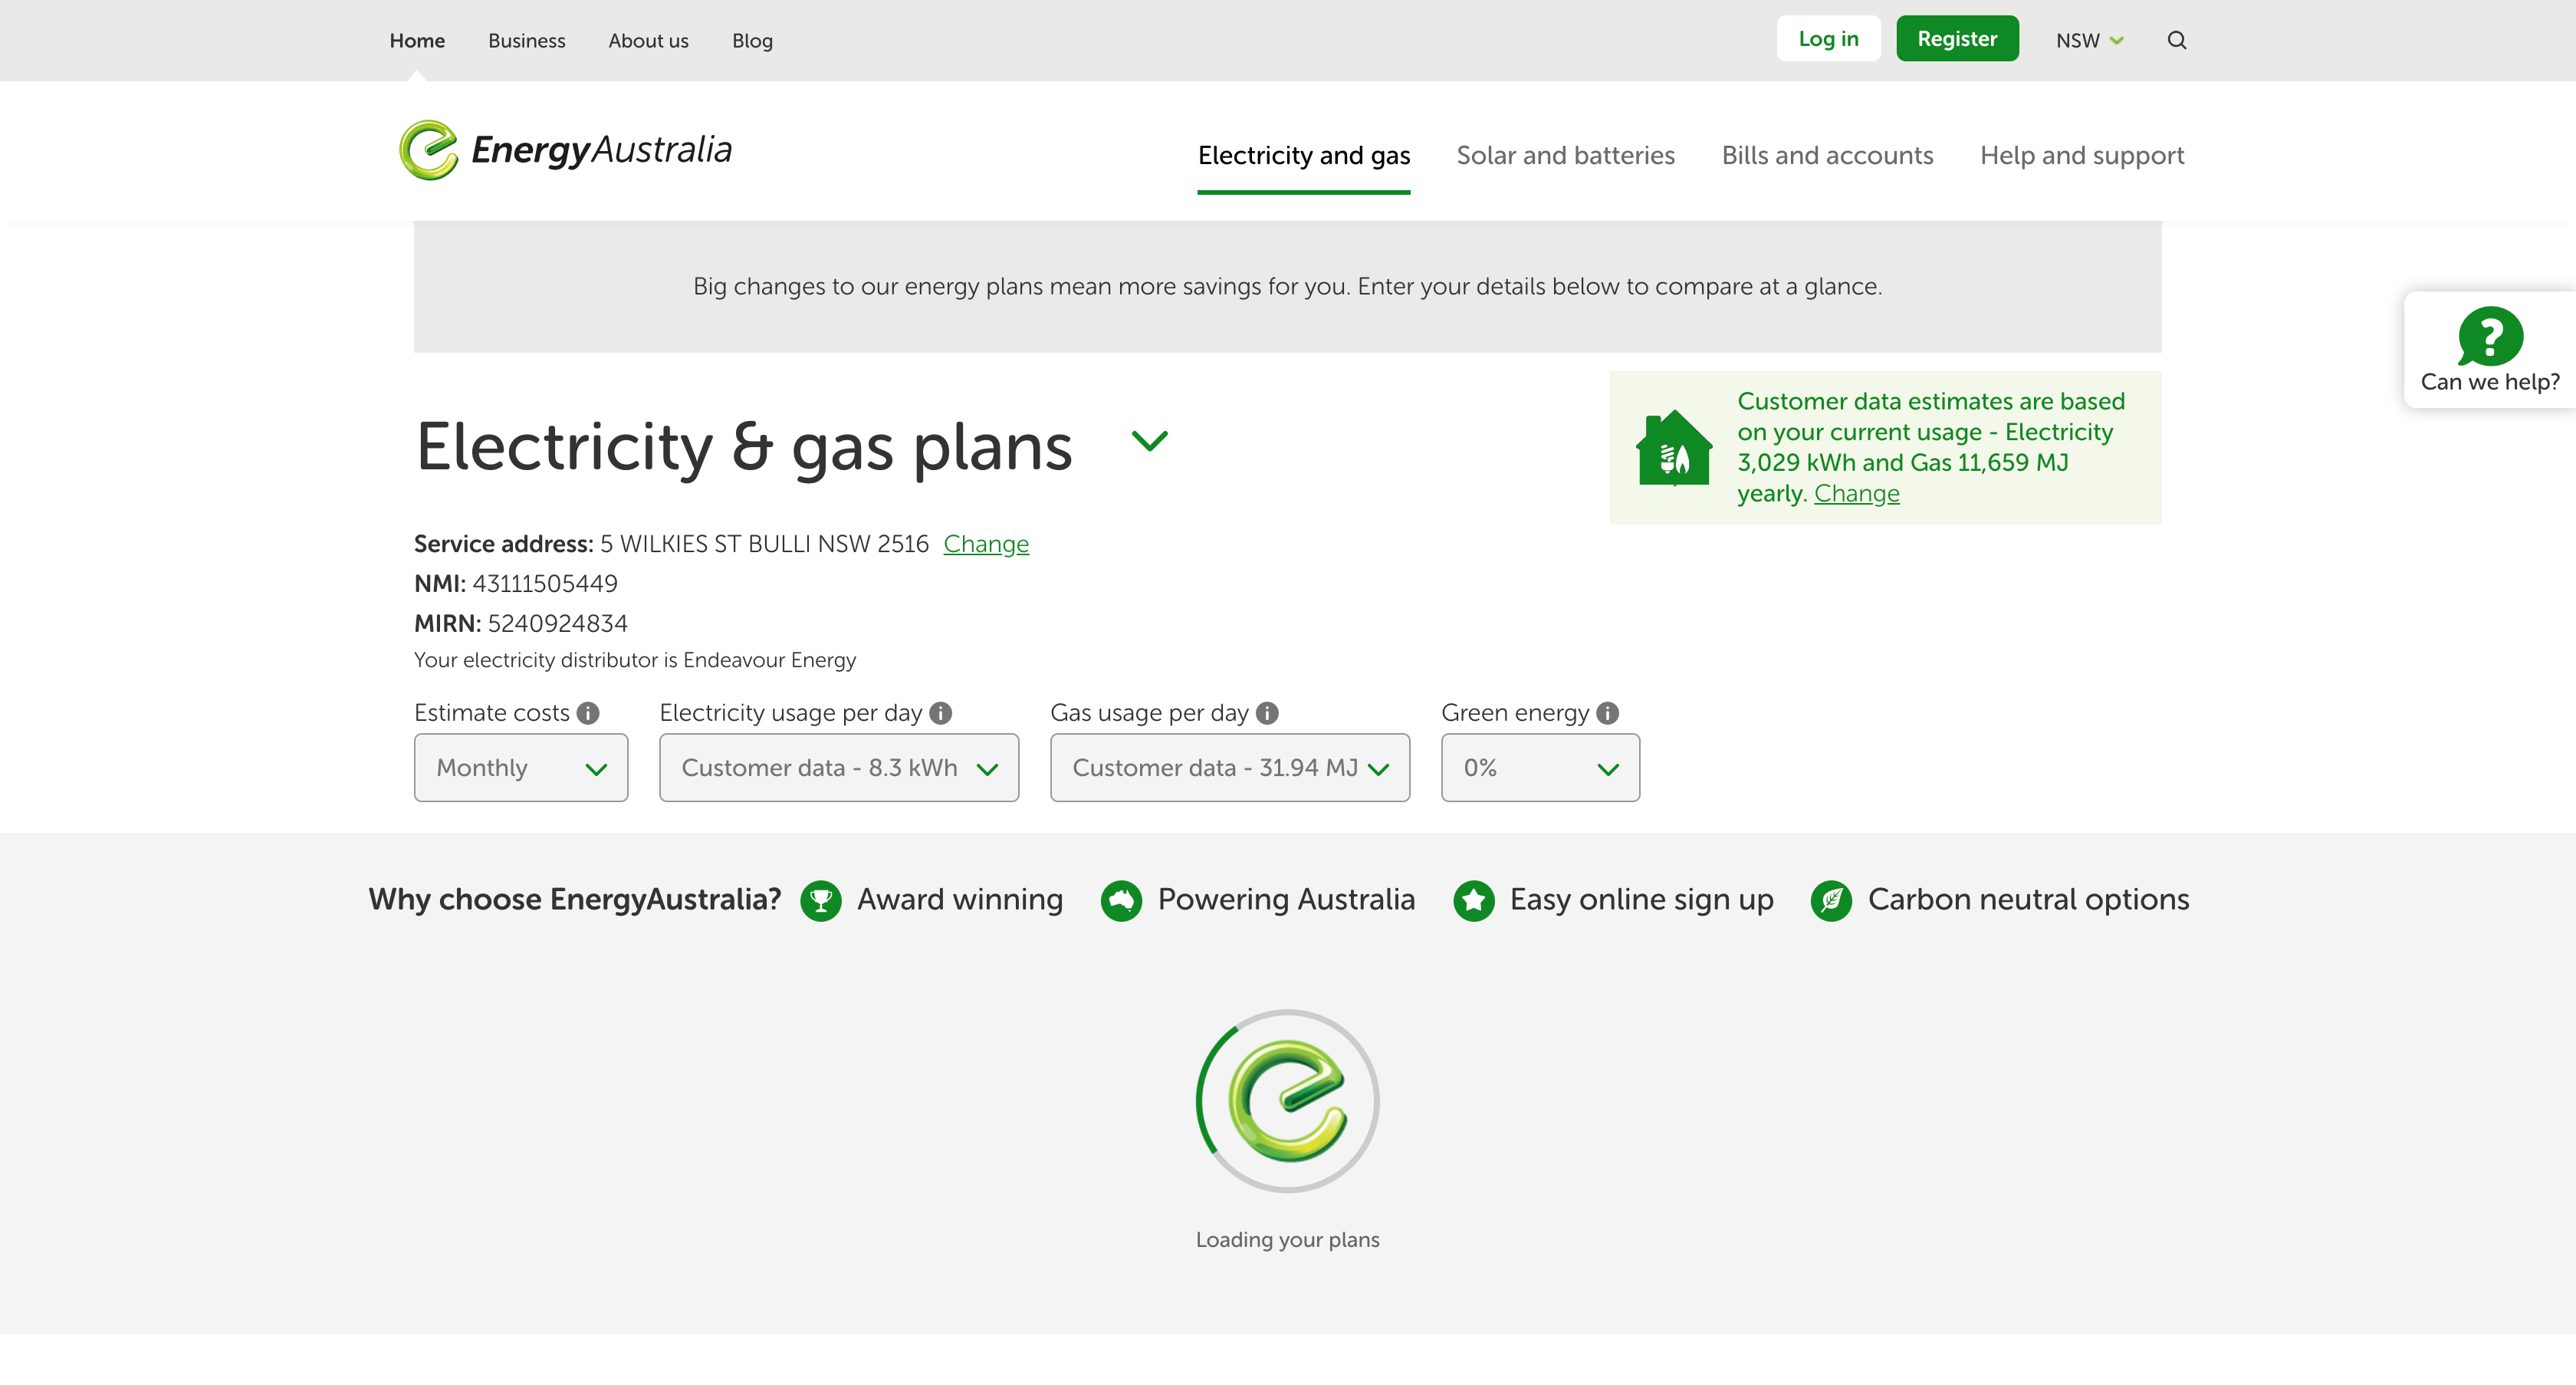 Home Business About us Blog Log in Register NSW
EnergyAustralia Electricity and gas Solar and batteries Bills and accounts Help and support
Big changes to our energy plans mean more savings for you. Enter your details below to compare at a glance.
?
Can we help?
Electricity & gas plans
Customer data estimates are based
on your current usage - Electricity
3,029 kWh and Gas 11,659 MJ
yearly. Change
Service address: 5 WILKIES ST BULLI NSW 2516 Change
NMI: 43111505449
MIRN: 5240924834
Your electricity distributor is Endeavour Energy
Estimate costs i Electricity usage per day i Gas usage per day i Green energy i
Monthly Customer data - 8.3 kWh Customer data - 31.94 MJ 0%
Why choose EnergyAustralia? Award winning Powering Australia Easy online sign up Carbon neutral options
Loading your plans